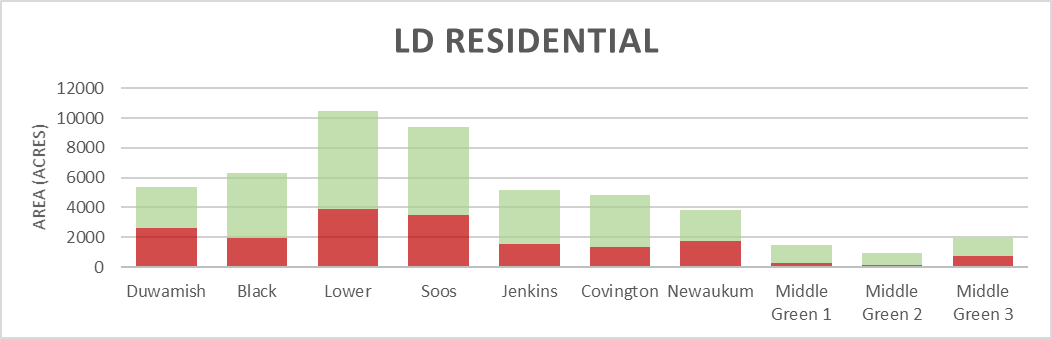 LD RESIDENTIAL
AREA (ACRES)
12000
10000
8000
6000
4000
2000
0
Duwamish
Black
Lower
Soos
Jenkins
Covington
Newaukum
Middle
Green 1
Middle
Green 2
Middle
Green 3